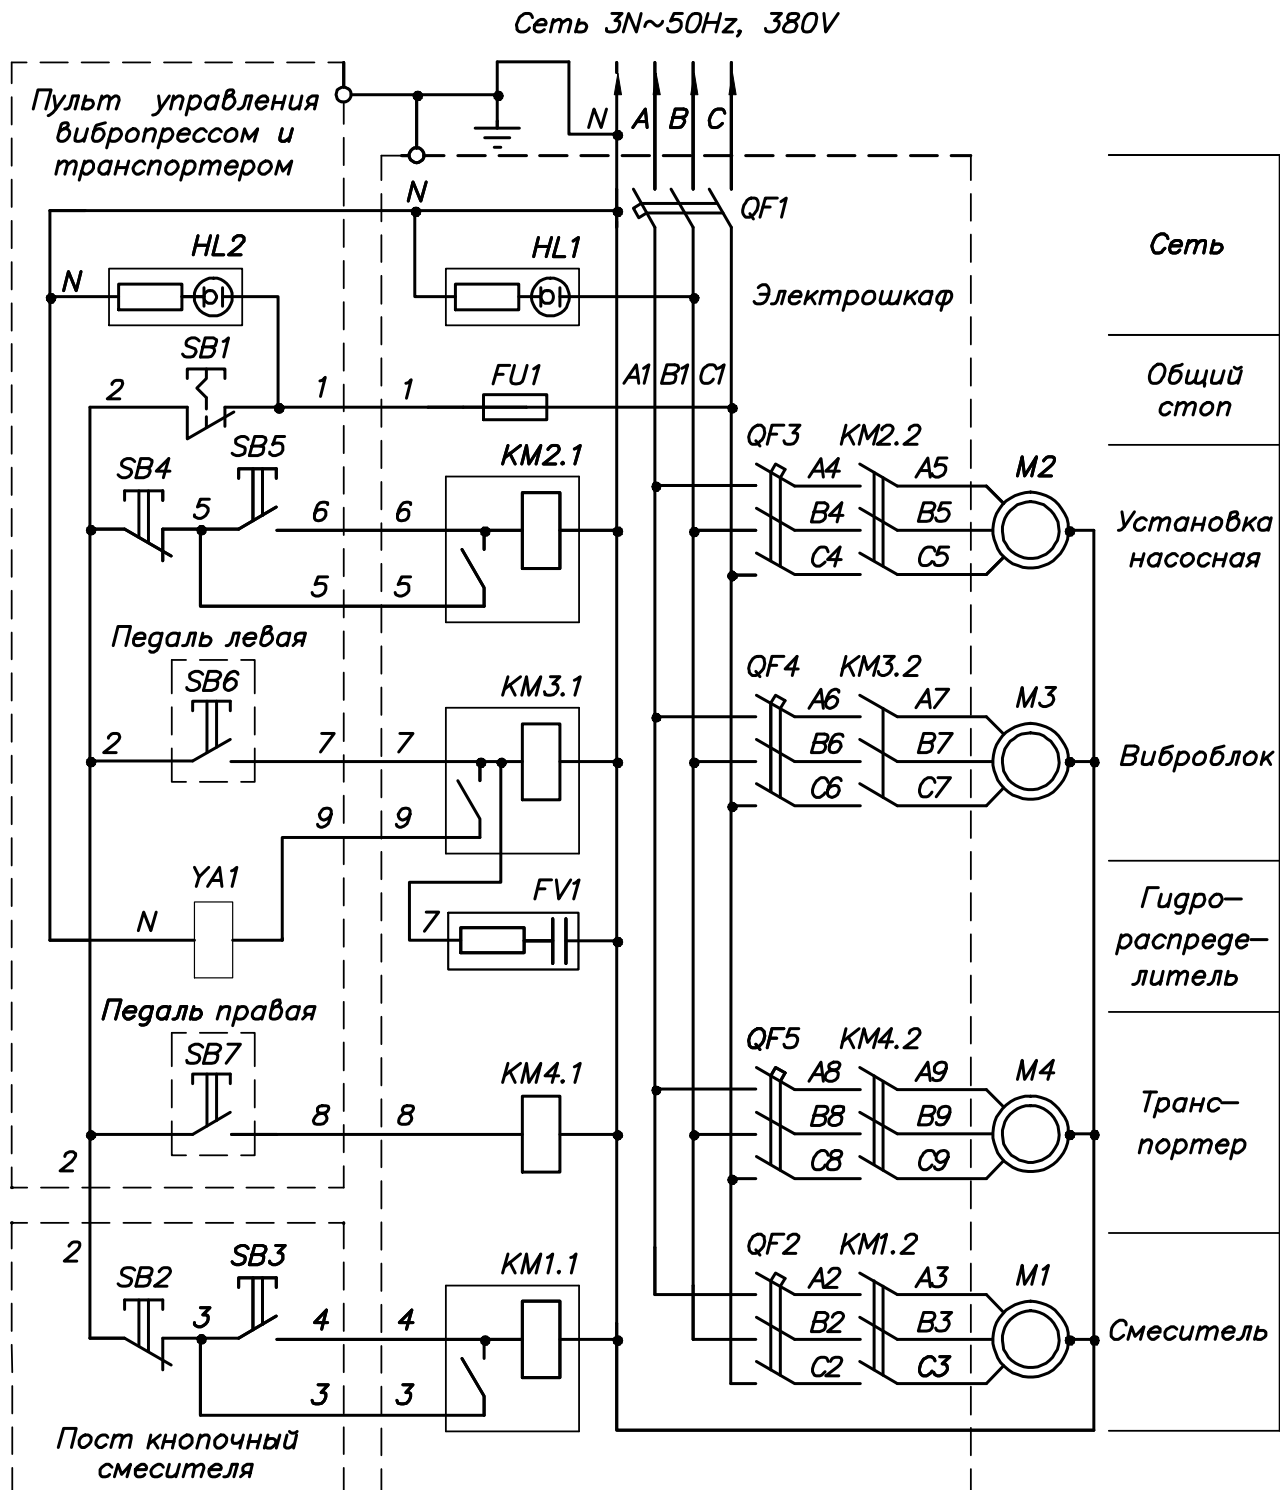 Сеть 3N~50Hz, 380V
Пульт управления
вибропрессом и
транспортером
N A B C
N
QF1
Сеть
HL2 HL1
N
Электрошкаф
SB1
2 1 1 FU1 A1 B1 C1
Общий
стоп
SB4 SB5 KM2.1 QF3 KM2.2 M2
5 6 6
A4 A5
B4 B5
C4 C5
Установка
насосная
5 5
Педаль левая
SB6 KM3.1 QF4 KM3.2 M3
2 7 7
A6 A7
B6 B7
C6 C7
Виброблок
9 9
YA1 FV1
N 7
Гидро-
распреде-
литель
Педаль правая
SB7 KM4.1 QF5 KM4.2 M4
8 8
A8 A9
B8 B9
C8 C9
Транс-
портер
2
2
SB2 SB3 KM1.1 QF2 KM1.2 M1
3 4 4
A2 A3
B2 B3
C2 C3
Смеситель
3 3
Пост кнопочный
смесителя